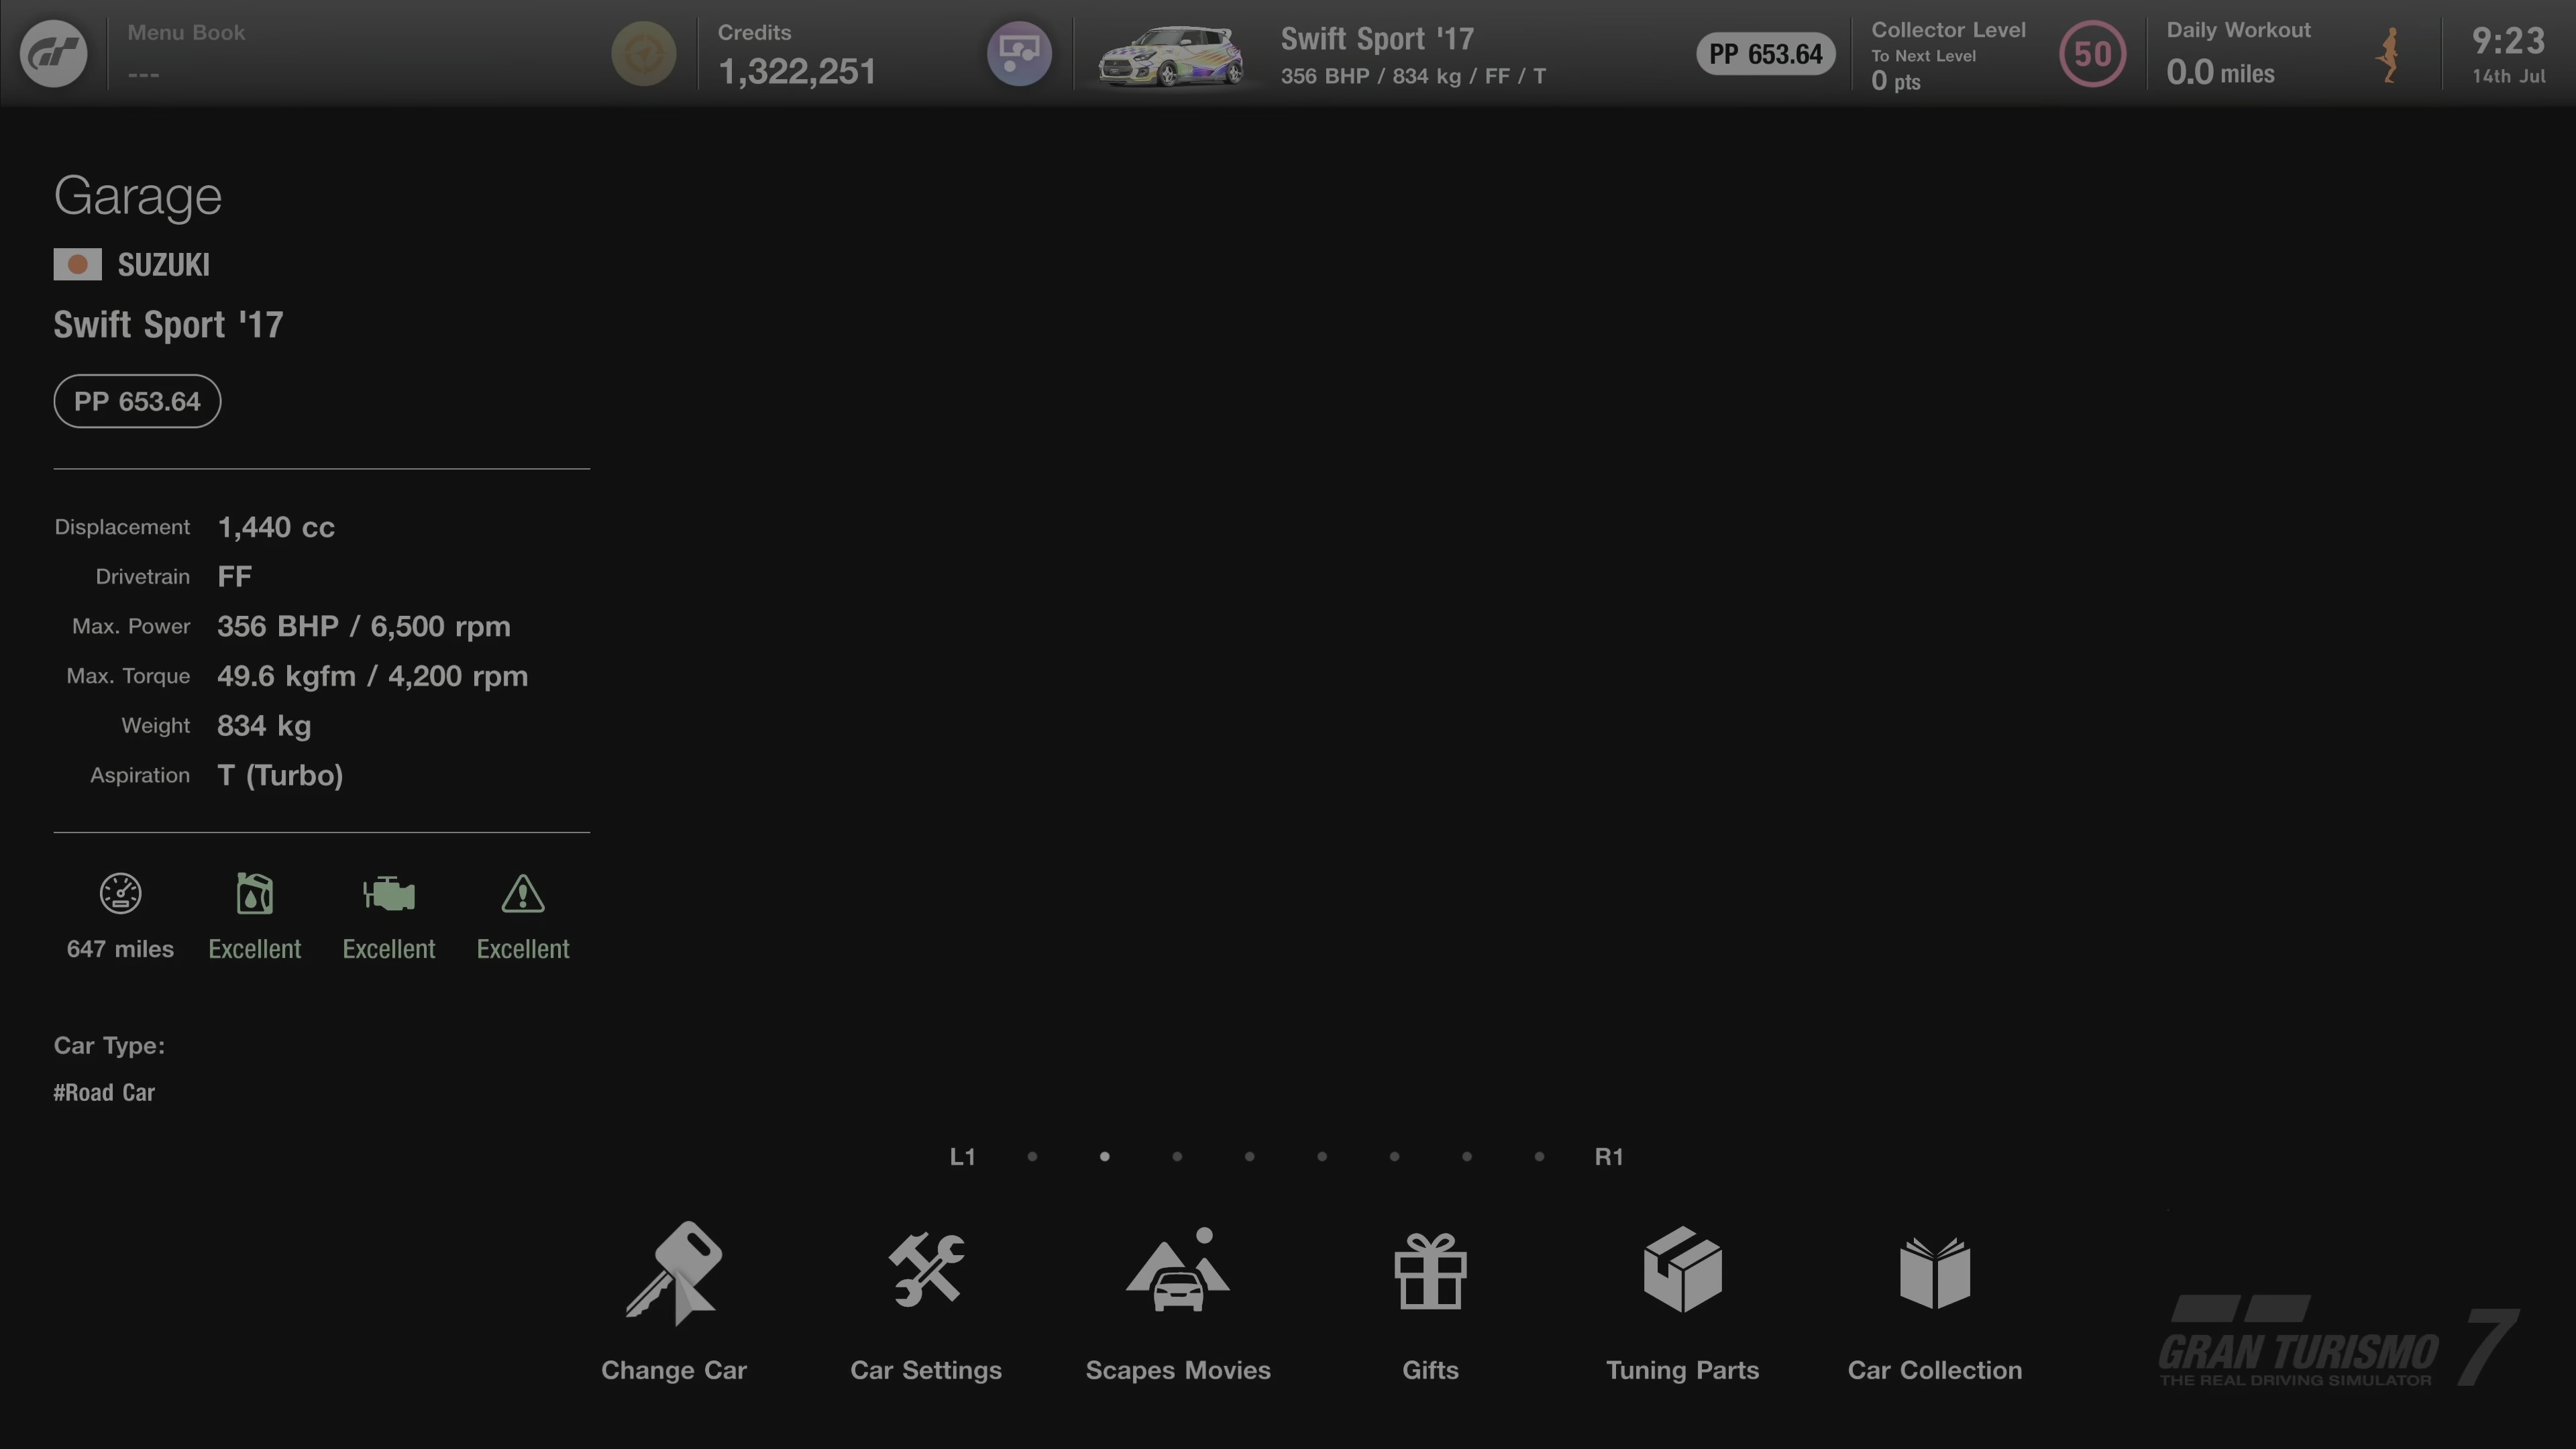 Menu Book
---
Credits
1,322,251
Swift Sport '17
356 BHP / 834 kg / FF / T
PP 653.64
Collector Level
To Next Level
0 pts
50
Daily Workout
0.0 miles
9:23
14th Jul
Garage
SUZUKI
Swift Sport '17
PP 653.64
Displacement 1,440 cc
Drivetrain FF
Max. Power 356 BHP / 6,500 rpm
Max. Torque 49.6 kgfm / 4,200 rpm
Weight 834 kg
Aspiration T (Turbo)
647 miles Excellent Excellent Excellent
Car Type:
#Road Car
L1 R1
Change Car Car Settings Scapes Movies Gifts Tuning Parts Car Collection
GRAN TURISMO 7
THE REAL DRIVING SIMULATOR